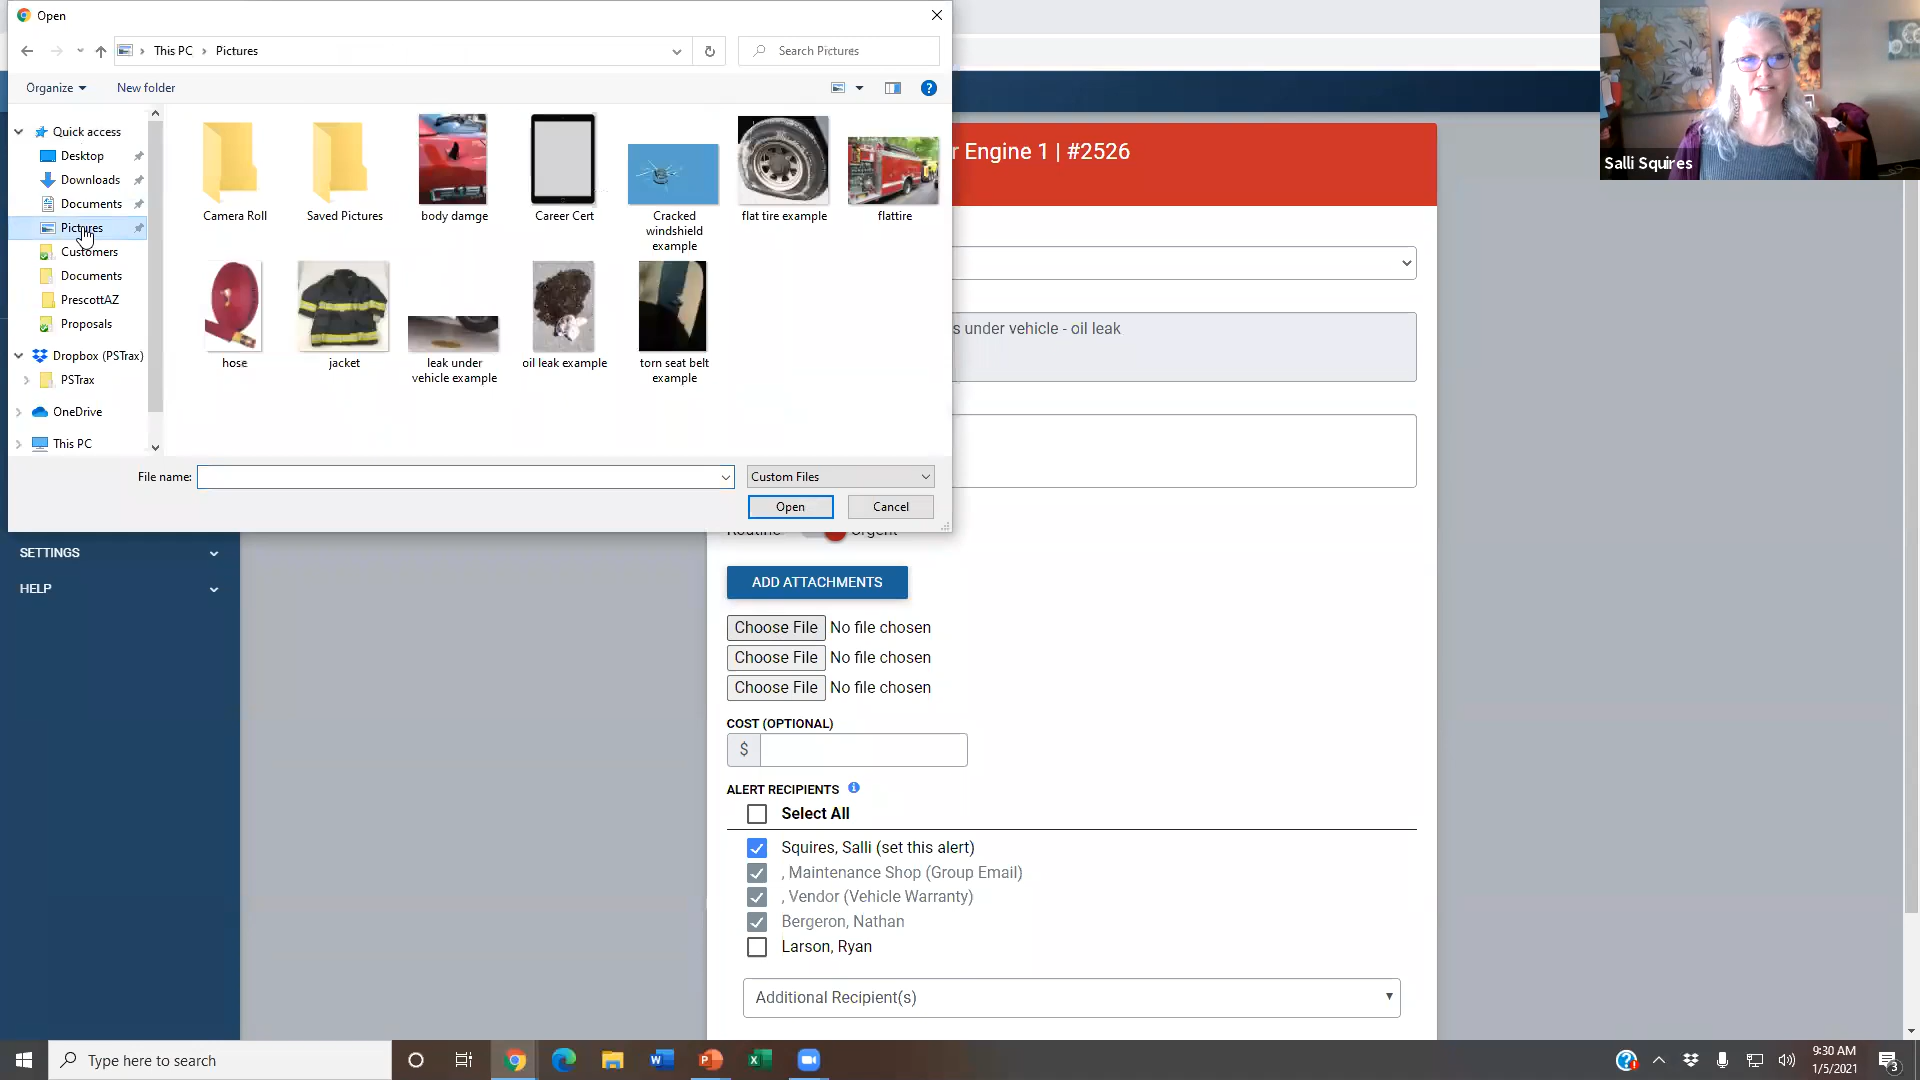 Open
This PC
Pictures
Search Pictures
Organize
New folder
Quick access
Desktop
Downloads
Documents
Pictures
Customers
Documents
PrescottAZ
Proposals
Dropbox (PSTrax)
PSTrax
OneDrive
This PC
Camera Roll
Saved Pictures
body damge
Career Cert
Cracked
windshield
example
flat tire example
flattire
hose
jacket
leak under
vehicle example
oil leak example
torn seat belt
example
File name:
Custom Files
Open
Cancel
r Engine 1 | #2526
Salli Squires
s under vehicle - oil leak
SETTINGS
HELP
Routine
Urgent
ADD ATTACHMENTS
Choose File No file chosen
Choose File No file chosen
Choose File No file chosen
COST (OPTIONAL)
$
ALERT RECIPIENTS
Select All
Squires, Salli (set this alert)
, Maintenance Shop (Group Email)
, Vendor (Vehicle Warranty)
Bergeron, Nathan
Larson, Ryan
Additional Recipient(s)
Type here to search
9:30 AM
1/5/2021
3